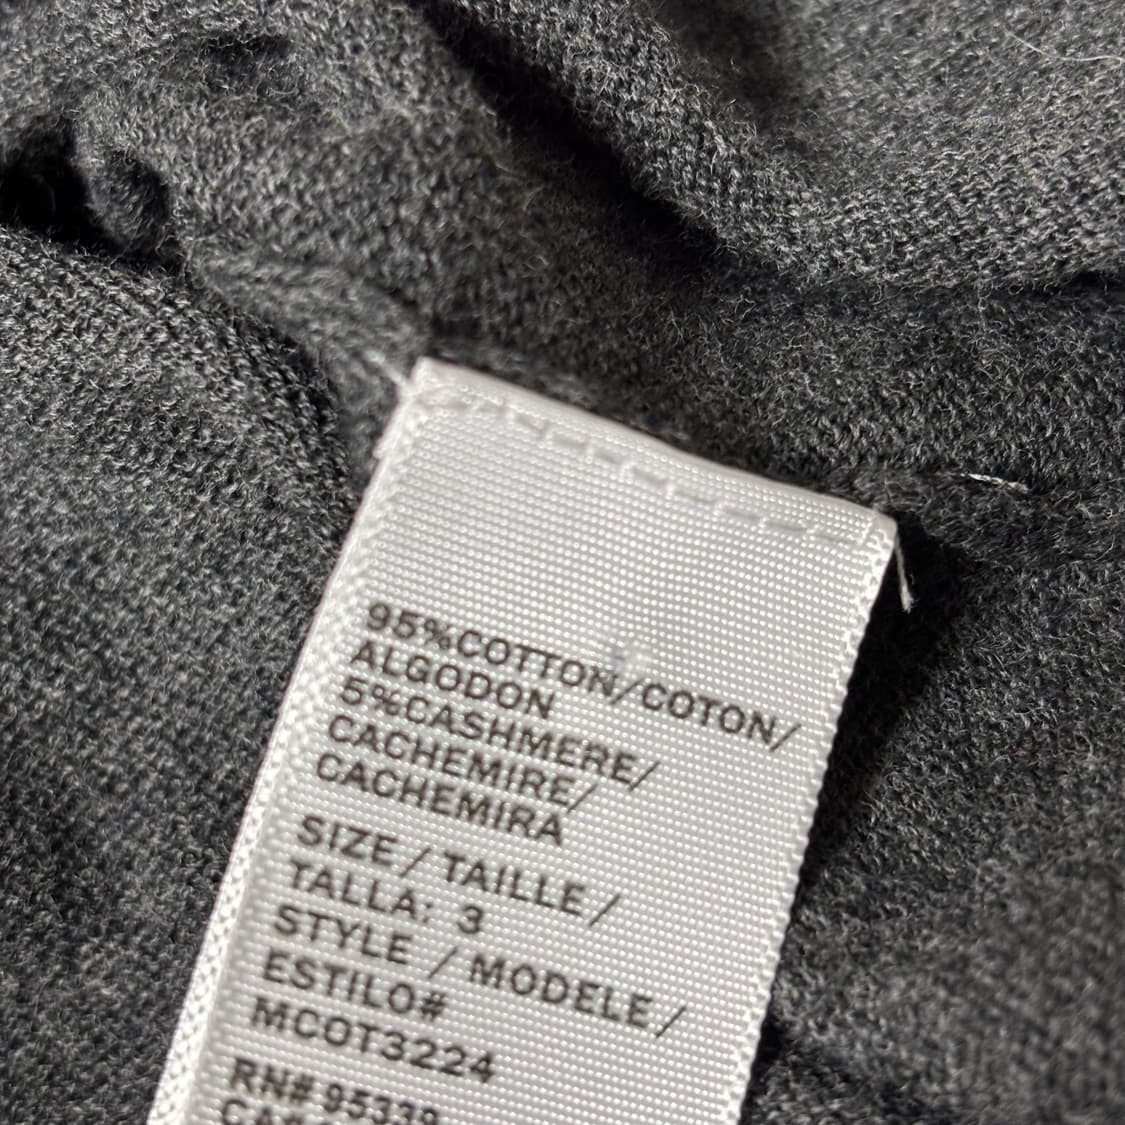 95%COTTON/COTON/
ALGODON
5%CASHMERE/
CACHEMIRE/
CACHEMIRA
SIZE / TAILLE /
TALLA: 3
STYLE / MODELE /
ESTILO#
MCOT3224
RN# 95339